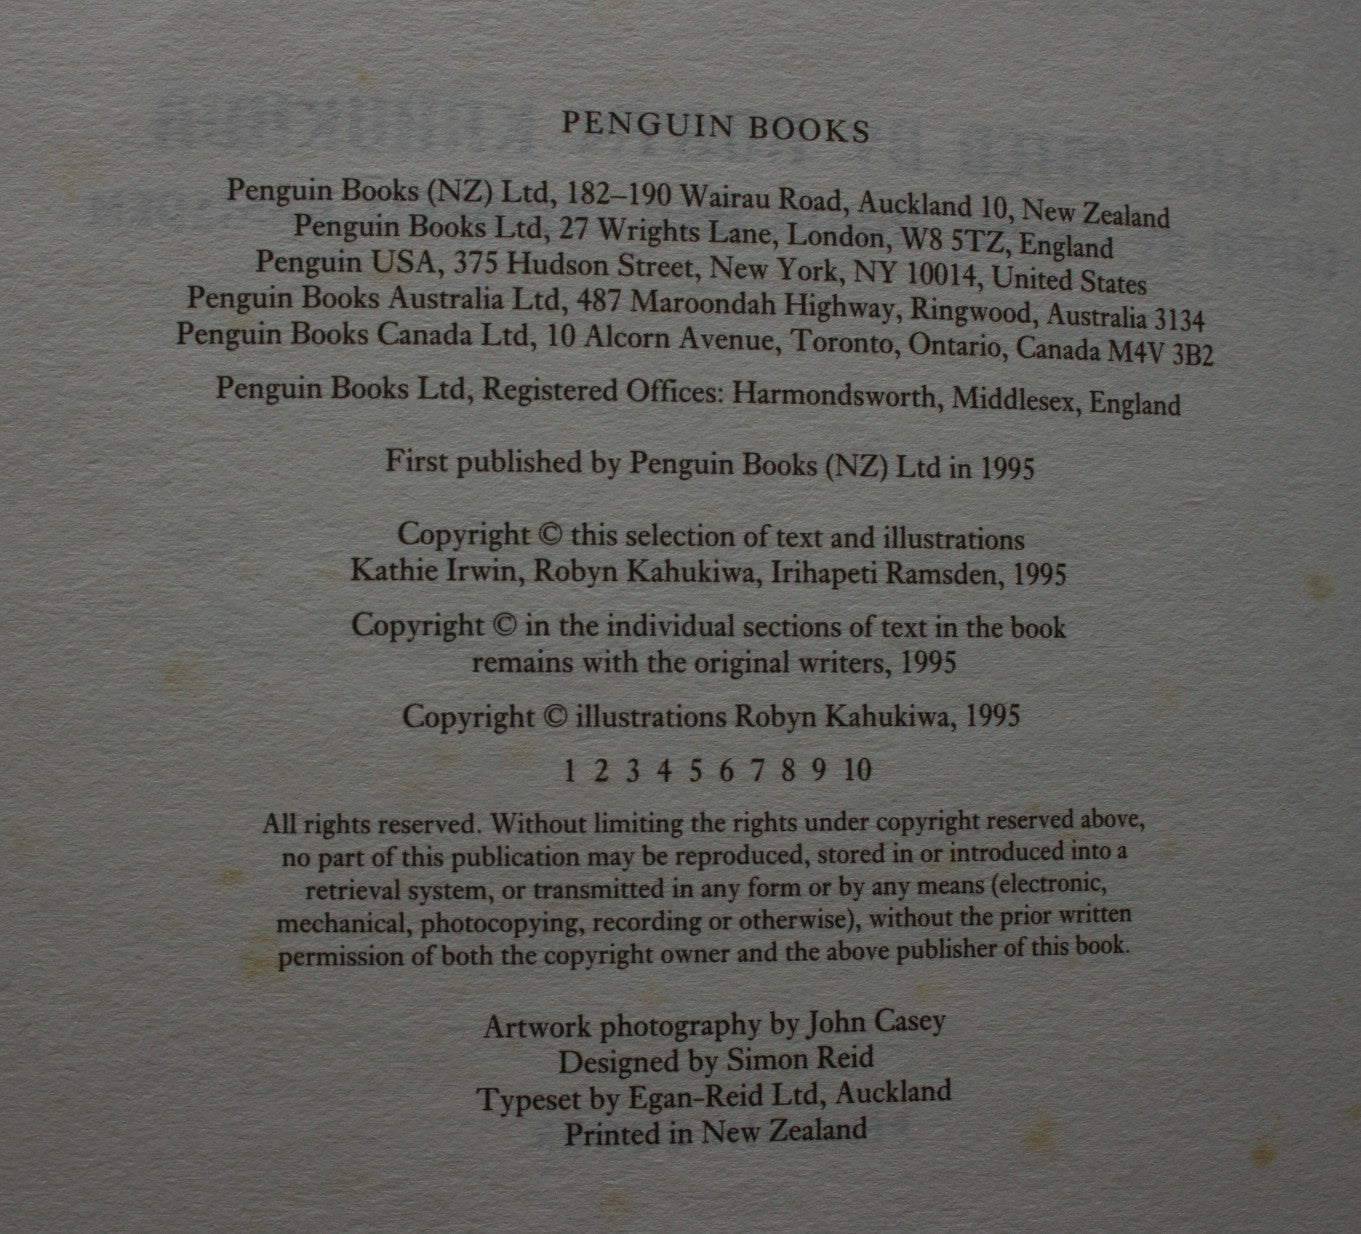 PENGUIN BOOKS
Penguin Books (NZ) Ltd, 182–190 Wairau Road, Auckland 10, New Zealand
Penguin Books Ltd, 27 Wrights Lane, London, W8 5TZ, England
Penguin USA, 375 Hudson Street, New York, NY 10014, United States
Penguin Books Australia Ltd, 487 Maroondah Highway, Ringwood, Australia 3134
Penguin Books Canada Ltd, 10 Alcorn Avenue, Toronto, Ontario, Canada M4V 3B2
Penguin Books Ltd, Registered Offices: Harmondsworth, Middlesex, England
First published by Penguin Books (NZ) Ltd in 1995
Copyright © this selection of text and illustrations
Kathie Irwin, Robyn Kahukiwa, Irihapeti Ramsden, 1995
Copyright © in the individual sections of text in the book
remains with the original writers, 1995
Copyright © illustrations Robyn Kahukiwa, 1995
1 2 3 4 5 6 7 8 9 10
All rights reserved. Without limiting the rights under copyright reserved above,
no part of this publication may be reproduced, stored in or introduced into a
retrieval system, or transmitted in any form or by any means (electronic,
mechanical, photocopying, recording or otherwise), without the prior written
permission of both the copyright owner and the above publisher of this book.
Artwork photography by John Casey
Designed by Simon Reid
Typeset by Egan-Reid Ltd, Auckland
Printed in New Zealand